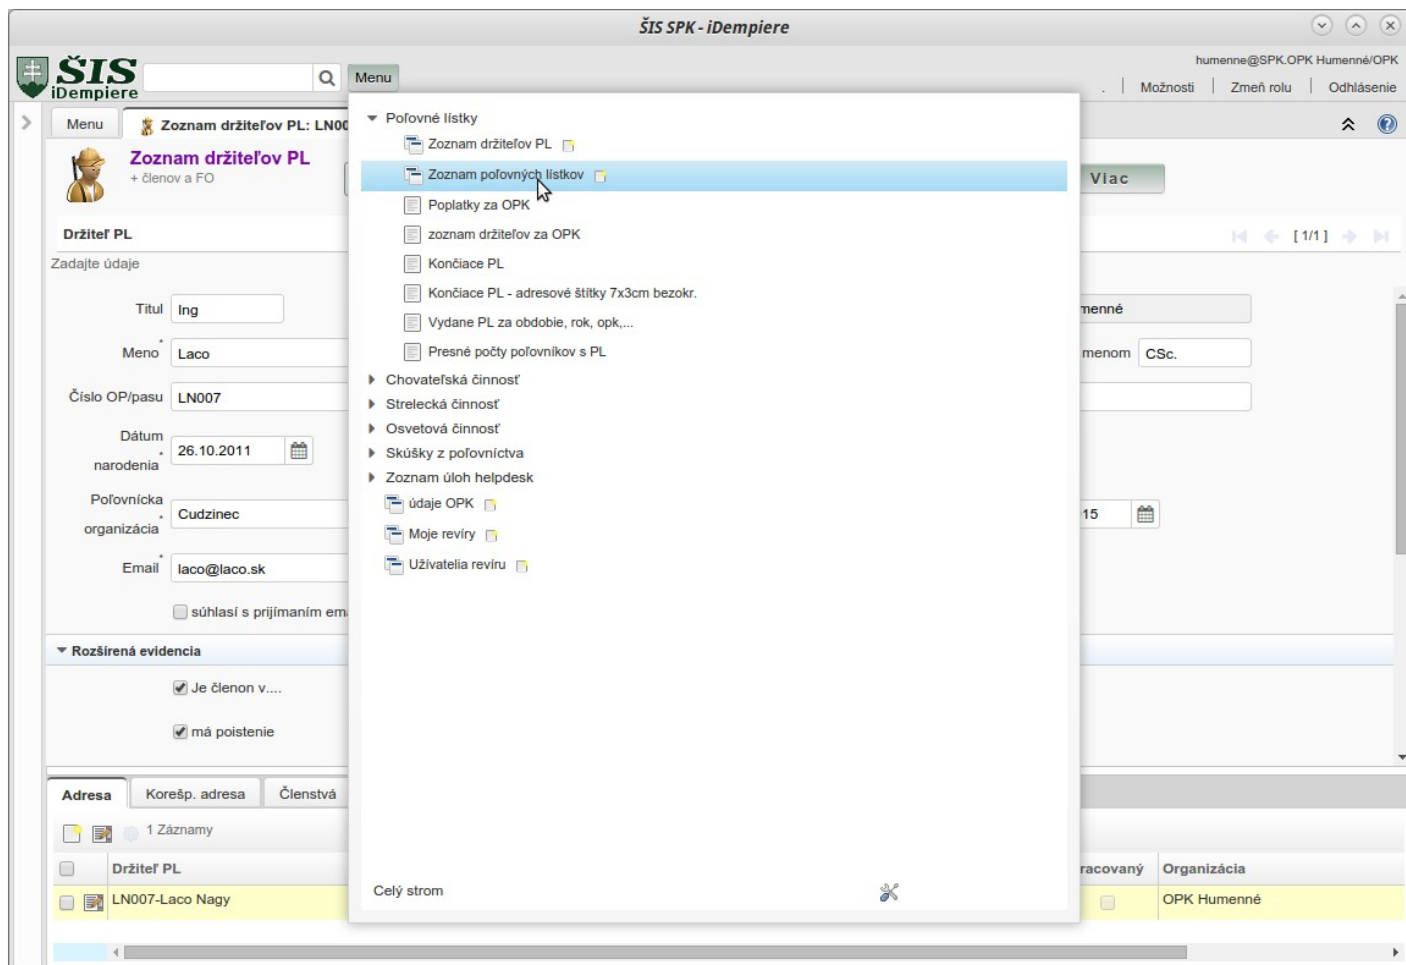 ŠIS SPK - iDempiere
humenne@SPK.OPK Humenné/OPK
ŠIS
iDempiere
Menu
. | Možnosti | Zmeň rolu | Odhlásenie
Menu
Zoznam držiteľov PL: LN00
Zoznam držiteľov PL
+ členov a FO
Viac
Držiteľ PL
[ 1/1 ]
Zadajte údaje
Titul Ing
menné
* Meno Laco
menom CSc.
Číslo OP/pasu LN007
Dátum
* narodenia 26.10.2011
Poľovnícka
* organizácia Cudzinec
15
* Email laco@laco.sk
súhlasí s prijímaním em
Rozšírená evidencia
Je členon v....
má poistenie
Poľovné lístky
Zoznam držiteľov PL
Zoznam poľovných lístkov
Poplatky za OPK
zoznam držiteľov za OPK
Končiace PL
Končiace PL - adresové štítky 7x3cm bezokr.
Vydane PL za obdobie, rok, opk,...
Presné počty poľovníkov s PL
Chovateľská činnosť
Strelecká činnosť
Osvetová činnosť
Skúšky z poľovníctva
Zoznam úloh helpdesk
údaje OPK
Moje revíry
Užívatelia revíru
Celý strom
Adresa
Korešp. adresa
Členstvá
1 Záznamy
Držiteľ PL
racovaný
Organizácia
LN007-Laco Nagy
OPK Humenné